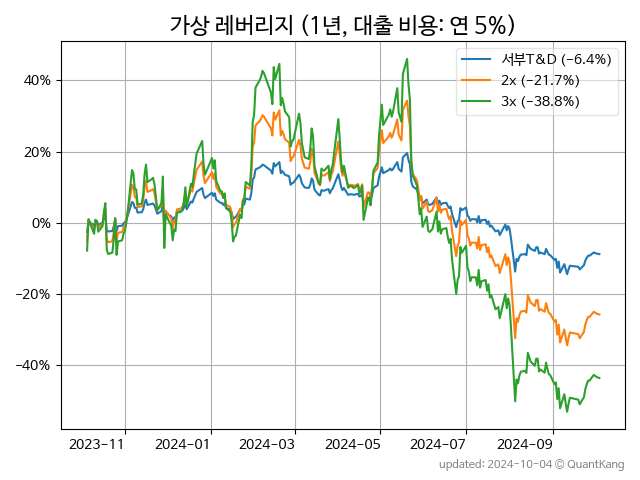 가상 레버리지 (1년, 대출 비용: 연 5%)
서부T&D (−6.4%)
2x (−21.7%)
3x (−38.8%)
40%
20%
0%
−20%
−40%
2023-11 2024-01 2024-03 2024-05 2024-07 2024-09
updated: 2024-10-04 ⓒ QuantKang